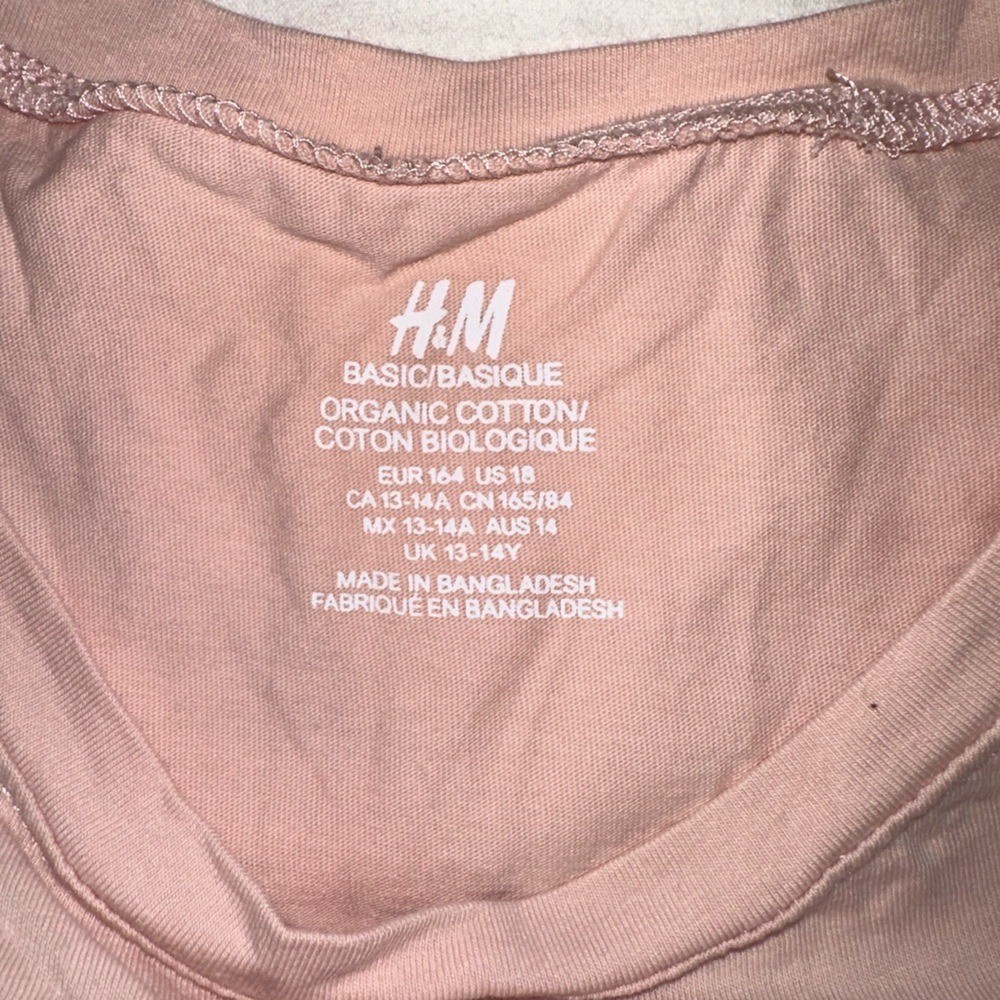 H&M
BASIC/BASIQUE
ORGANIC COTTON/
COTON BIOLOGIQUE
EUR 164 US 18
CA 13-14A CN 165/84
MX 13-14A AUS 14
UK 13-14Y
MADE IN BANGLADESH
FABRIQUÉ EN BANGLADESH